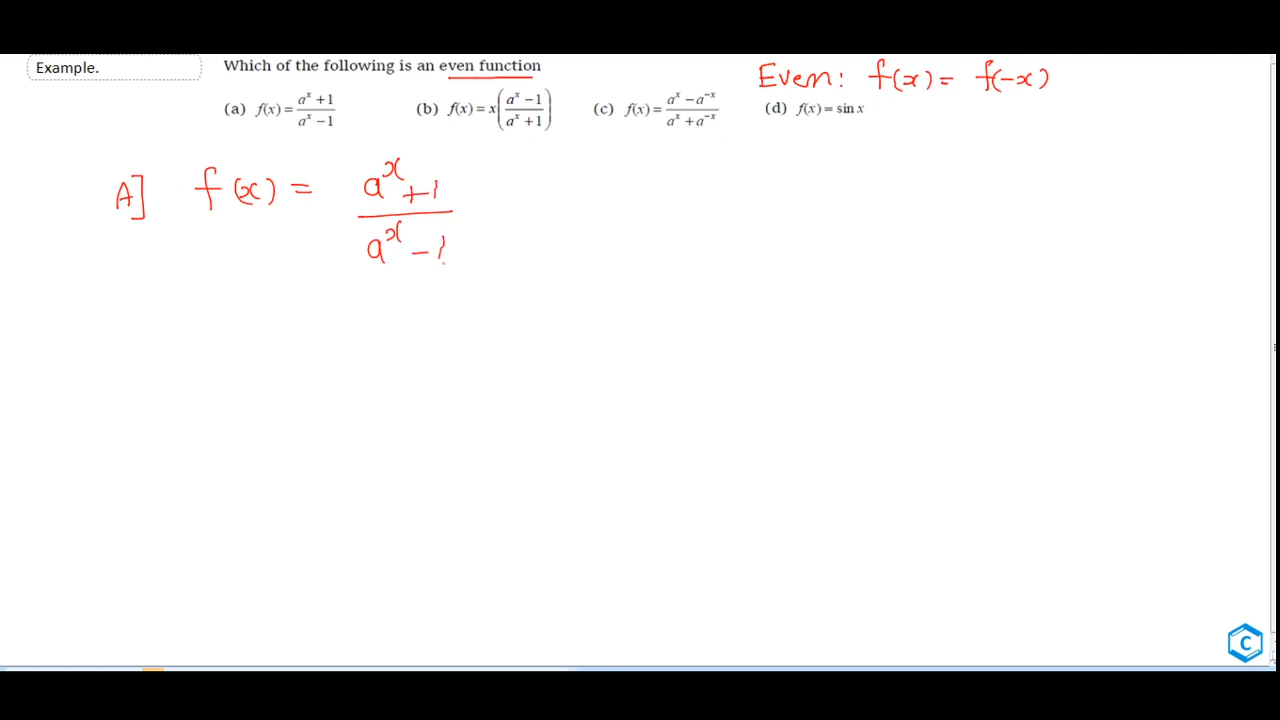 Example.
Which of the following is an even function
Even: f(x) = f(-x)
(a) f(x) = (a^x + 1)/(a^x − 1) (b) f(x) = x((a^x − 1)/(a^x + 1)) (c) f(x) = (a^x − a^−x)/(a^x + a^−x) (d) f(x) = sin x
A] f(x) = (a^x + 1)/(a^x − 1)
C